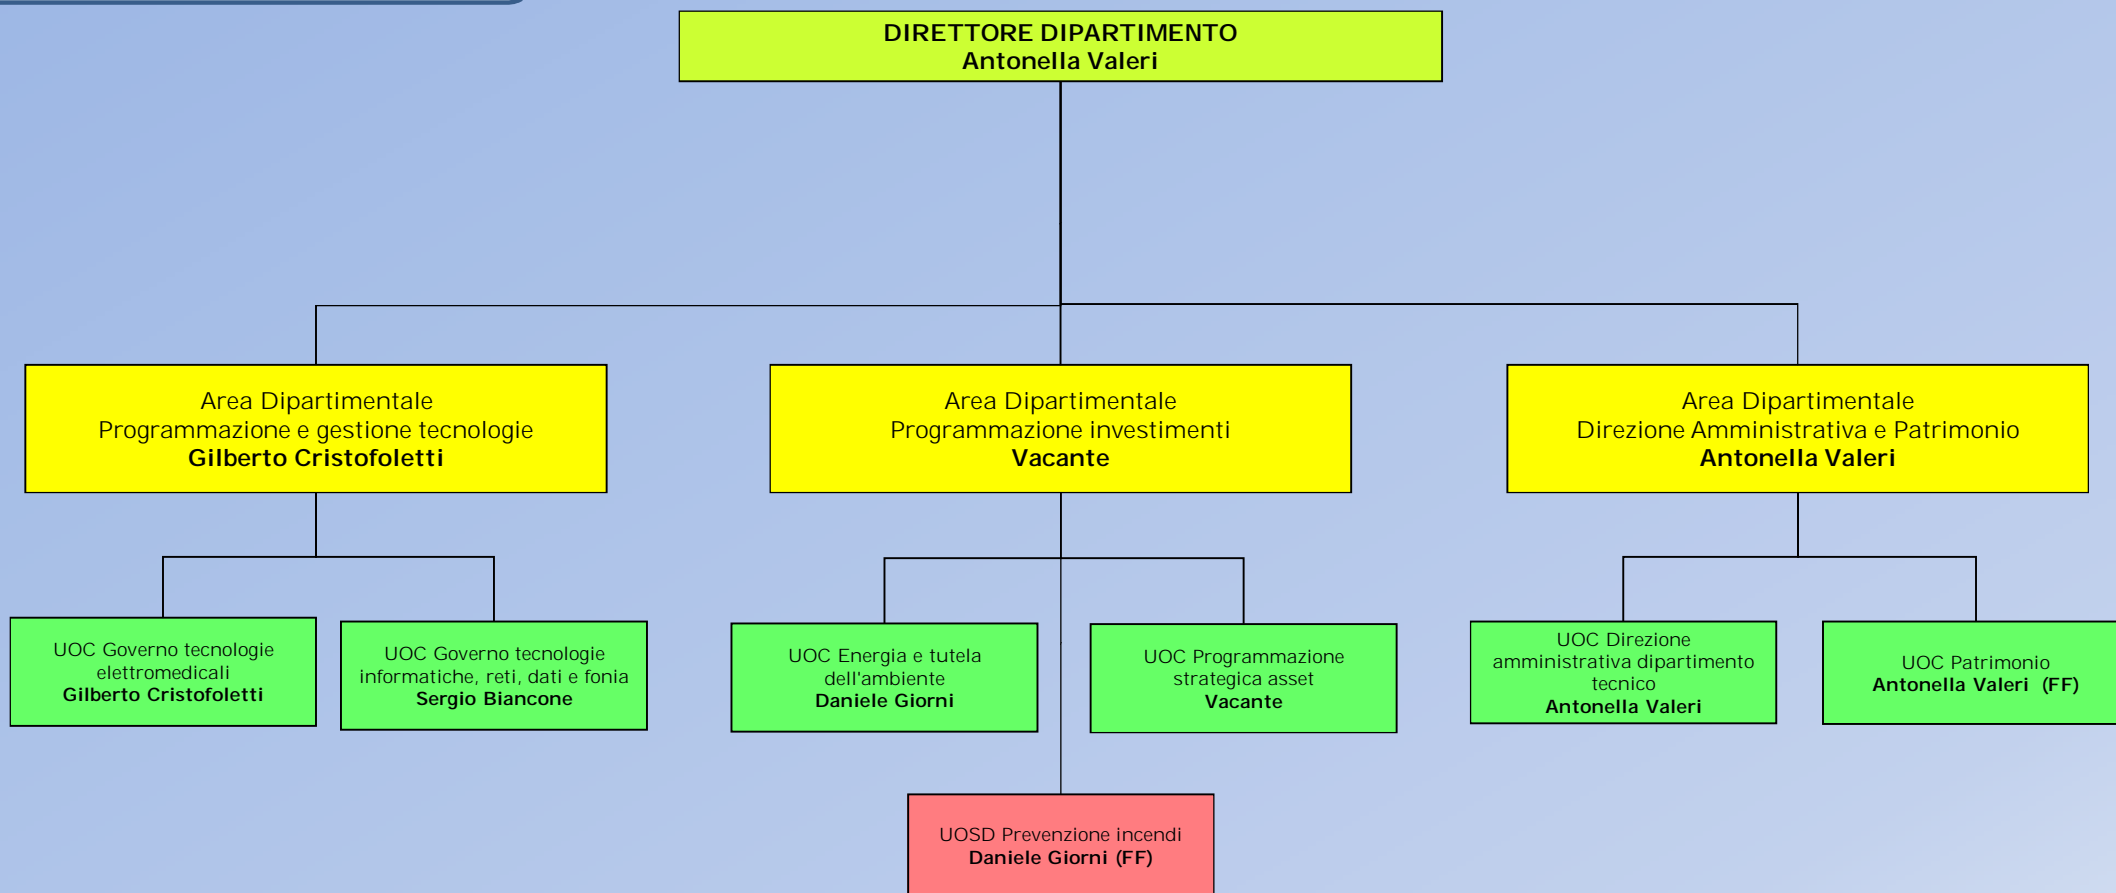 DIRETTORE DIPARTIMENTO
Antonella Valeri
Area Dipartimentale
Programmazione e gestione tecnologie
Gilberto Cristofoletti
Area Dipartimentale
Programmazione investimenti
Vacante
Area Dipartimentale
Direzione Amministrativa e Patrimonio
Antonella Valeri
UOC Governo tecnologie
elettromedicali
Gilberto Cristofoletti
UOC Governo tecnologie
informatiche, reti, dati e fonia
Sergio Biancone
UOC Energia e tutela
dell'ambiente
Daniele Giorni
UOC Programmazione
strategica asset
Vacante
UOC Direzione
amministrativa dipartimento
tecnico
Antonella Valeri
UOC Patrimonio
Antonella Valeri (FF)
UOSD Prevenzione incendi
Daniele Giorni (FF)